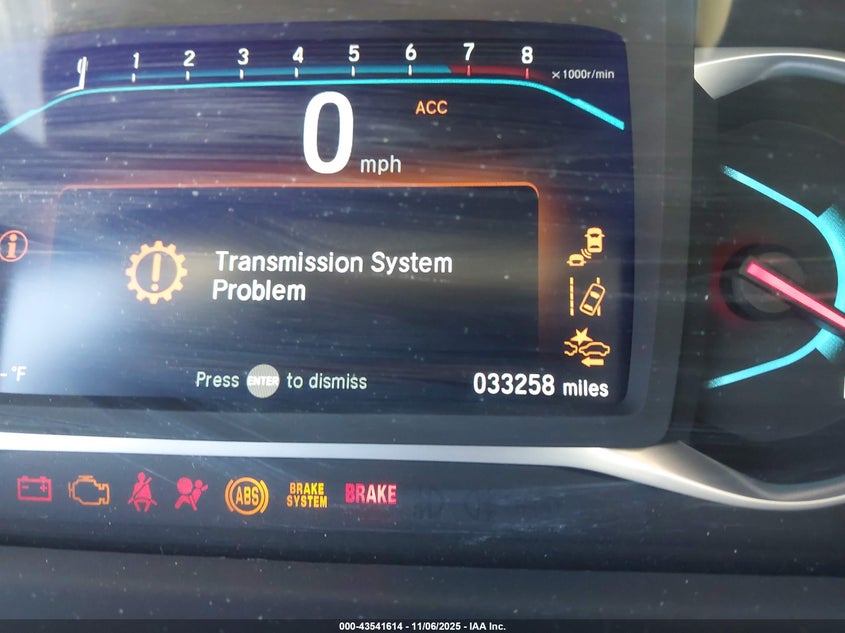 1 2 3 4 5 6 7 8
x1000r/min
ACC
0 mph
Transmission System
Problem
-°F
Press ENTER to dismiss
033258 miles
ABS
BRAKE
SYSTEM
BRAKE
000-43541614 - 11/06/2025 - IAA Inc.